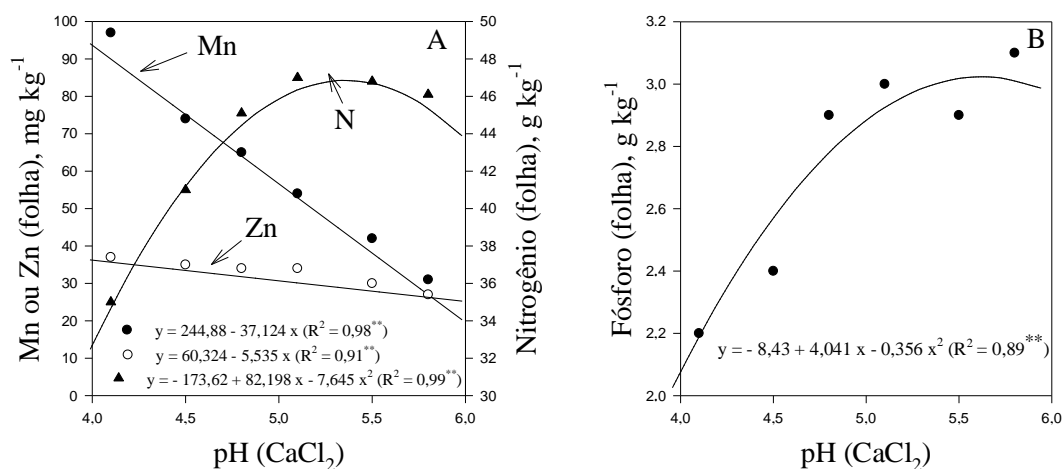 A
Mn
N
Zn
Mn ou Zn (folha), mg kg⁻¹
100
90
80
70
60
50
40
30
20
10
0
50
48
46
44
42
40
38
36
34
32
30
Nitrogênio (folha), g kg⁻¹
y = 244,88 - 37,124 x (R² = 0,98**)
y = 60,324 - 5,535 x (R² = 0,91**)
y = - 173,62 + 82,198 x - 7,645 x² (R² = 0,99**)
4,0 4,5 5,0 5,5 6,0
pH (CaCl₂)
B
Fósforo (folha), g kg⁻¹
3.2
3.0
2.8
2.6
2.4
2.2
2.0
y = - 8,43 + 4,041 x - 0,356 x² (R² = 0,89**)
4,0 4,5 5,0 5,5 6,0
pH (CaCl₂)